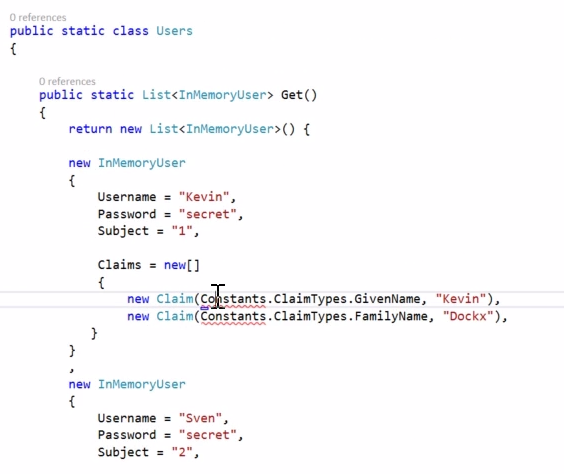 0 references
public static class Users
{
0 references
public static List<InMemoryUser> Get()
{
return new List<InMemoryUser>() {
new InMemoryUser
{
Username = "Kevin",
Password = "secret",
Subject = "1",
Claims = new[]
{
new Claim(Constants.ClaimTypes.GivenName, "Kevin"),
new Claim(Constants.ClaimTypes.FamilyName, "Dockx"),
}
}
,
new InMemoryUser
{
Username = "Sven",
Password = "secret",
Subject = "2",